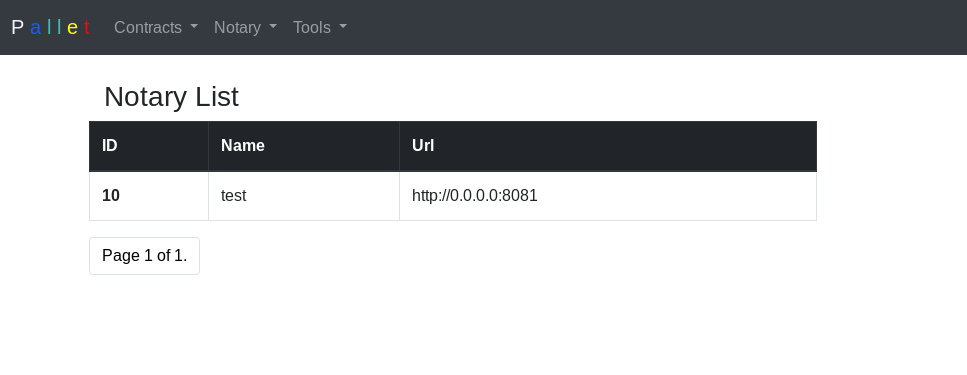 Pallet Contracts Notary Tools
Notary List
ID Name Url
10 test http://0.0.0.0:8081
Page 1 of 1.